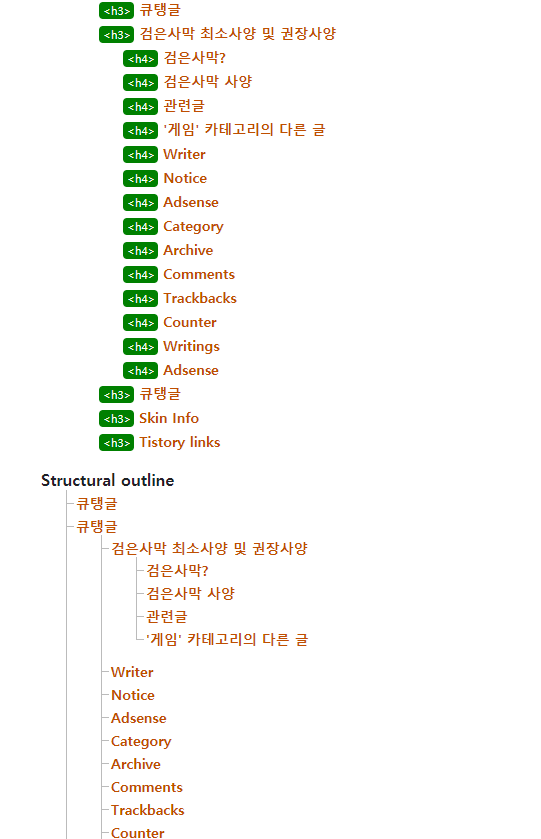 <h3> 큐탱글
<h3> 검은사막 최소사양 및 권장사양
<h4> 검은사막?
<h4> 검은사막 사양
<h4> 관련글
<h4> '게임' 카테고리의 다른 글
<h4> Writer
<h4> Notice
<h4> Adsense
<h4> Category
<h4> Archive
<h4> Comments
<h4> Trackbacks
<h4> Counter
<h4> Writings
<h4> Adsense
<h3> 큐탱글
<h3> Skin Info
<h3> Tistory links
Structural outline
큐탱글
큐탱글
검은사막 최소사양 및 권장사양
검은사막?
검은사막 사양
관련글
'게임' 카테고리의 다른 글
Writer
Notice
Adsense
Category
Archive
Comments
Trackbacks
Counter